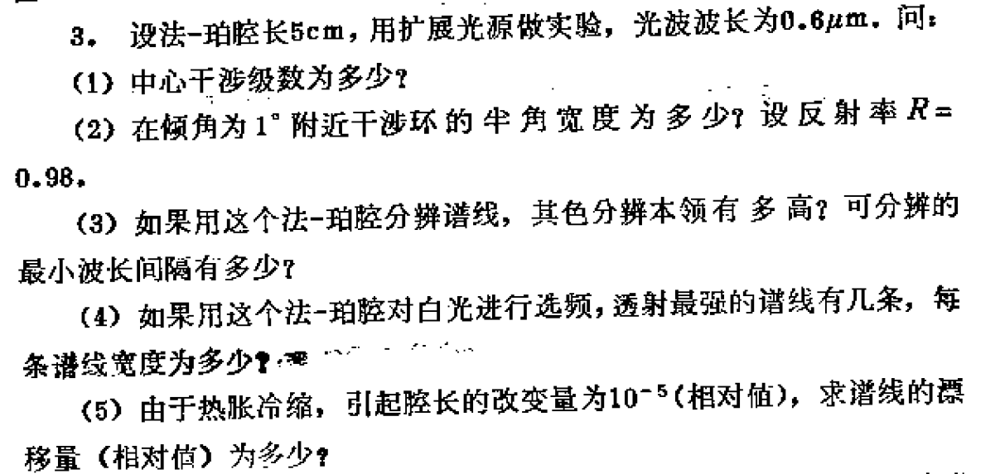 3. 设法-珀腔长5cm，用扩展光源做实验，光波波长为0.6μm．问：
(1) 中心干涉级数为多少？
(2) 在倾角为1°附近干涉环的半角宽度为多少？设反射率R=
0.98.
(3) 如果用这个法-珀腔分辨谱线，其色分辨本领有多高？可分辨的
最小波长间隔有多少？
(4) 如果用这个法-珀腔对白光进行选频，透射最强的谱线有几条，每
条谱线宽度为多少？
(5) 由于热胀冷缩，引起腔长的改变量为10⁻⁵(相对值)，求谱线的漂
移量（相对值）为多少？